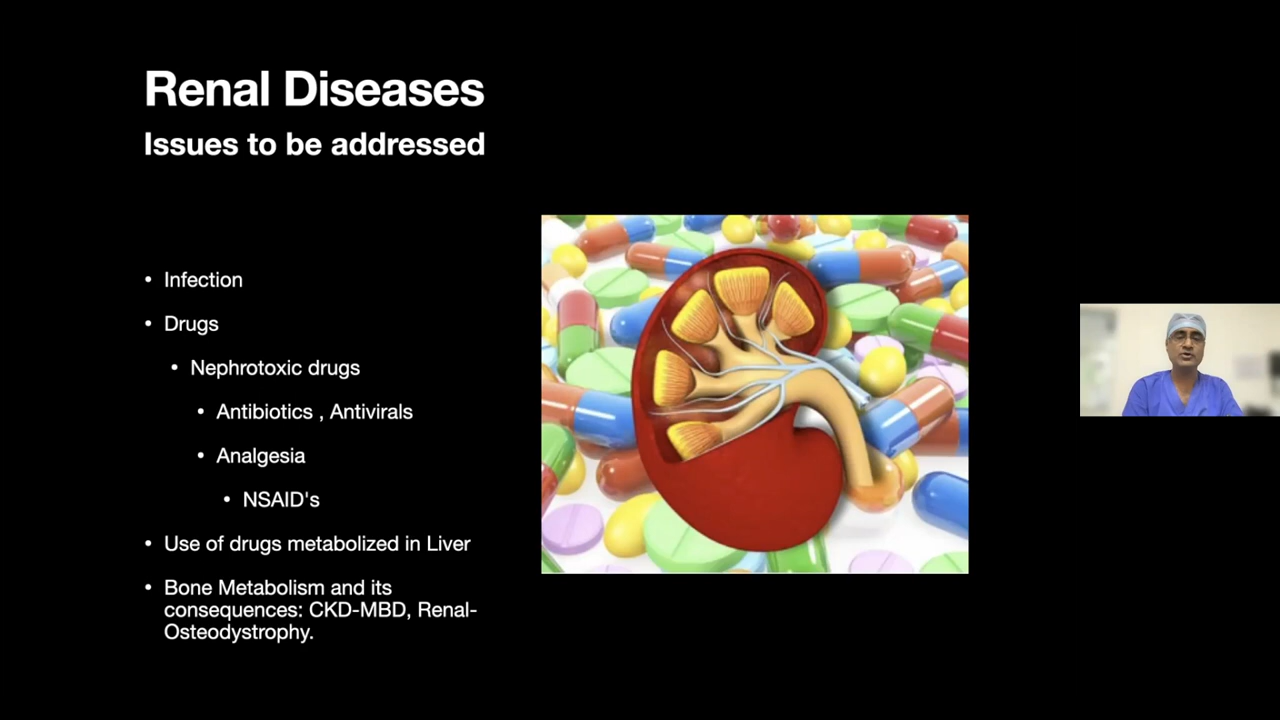 Renal Diseases
Issues to be addressed
• Infection
• Drugs
• Nephrotoxic drugs
• Antibiotics , Antivirals
• Analgesia
• NSAID's
• Use of drugs metabolized in Liver
• Bone Metabolism and its
consequences: CKD-MBD, Renal-
Osteodystrophy.